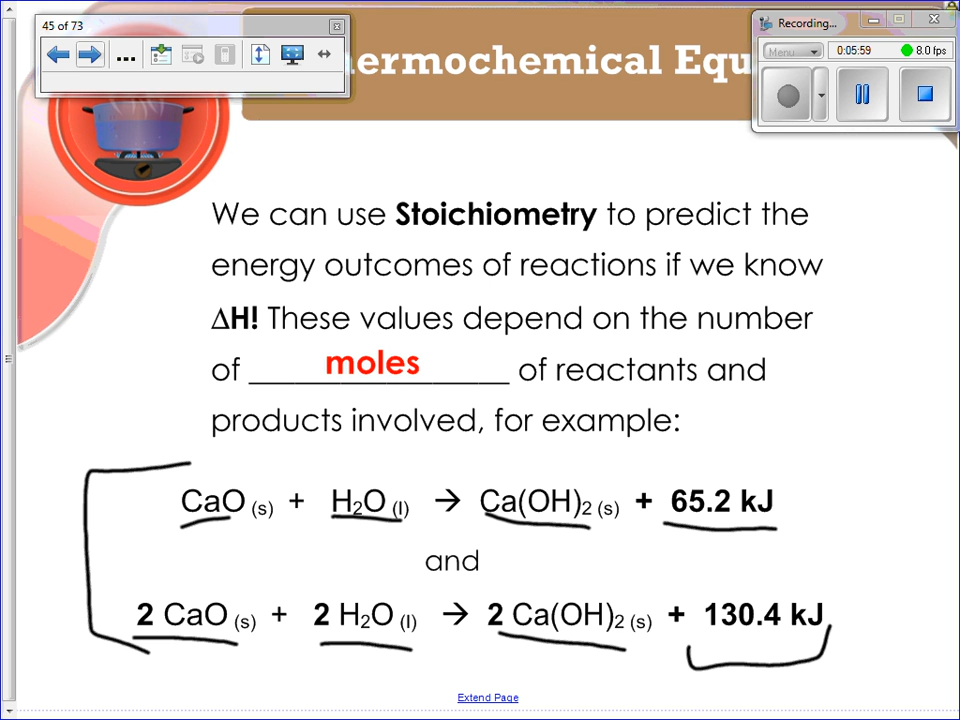 45 of 73
Recording...
Menu
0:05:59
8.0 fps
ermochemical Equ
We can use Stoichiometry to predict the
energy outcomes of reactions if we know
∆H! These values depend on the number
of _________________ of reactants and
moles
products involved, for example:
CaO (s) + H2O (l) → Ca(OH)2 (s) + 65.2 kJ
and
2 CaO (s) + 2 H2O (l) → 2 Ca(OH)2 (s) + 130.4 kJ
Extend Page